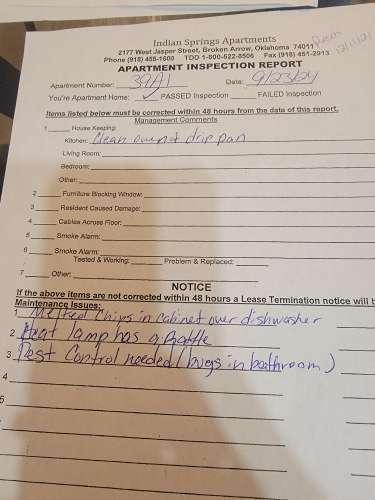 Indian Springs Apartments
2177 West Jasper Street, Broken Arrow, Oklahoma 74011
Phone (918) 455-1600 TDD 1-800-522-8506 Fax (918) 451-2913
APARTMENT INSPECTION REPORT
Apartment Number: 39A1 Date: 9/23/24
You're Apartment Home: ✓ PASSED Inspection FAILED Inspection
Items listed below must be corrected within 48 hours from the date of this report.
Management Comments
1 House Keeping:
Kitchen: Clean drip pan
Living Room:
Bedroom:
Other:
2 Furniture Blocking Window:
3 Resident Caused Damage:
4 Cables Across Floor:
5 Smoke Alarm:
6 Smoke Alarm:
Tested & Working: Problem & Replaced:
7 Other:
NOTICE
If the above items are not corrected within 48 hours a Lease Termination notice will b
Maintenance Issues:
1 Melted Chips in Cabinet over dishwasher
2 Heat lamp has a Rattle
3 Pest Control needed (bugs in bathroom)
4
5